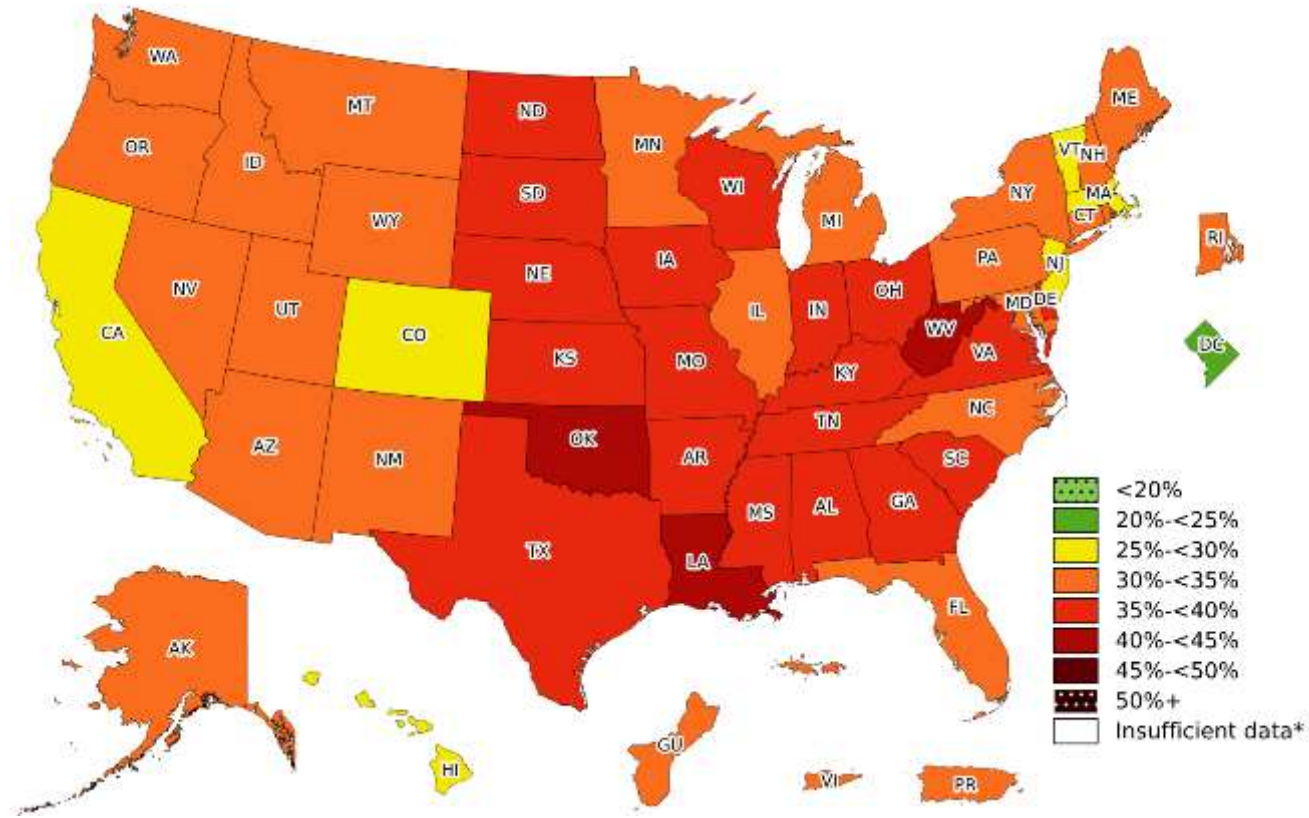 WA
MT
ND
MN
ME
OR
ID
SD
WI
VT
NH
WY
MI
NY
MA
CT
RI
NV
UT
CA
CO
NE
IA
IL
IN
OH
PA
NJ
MD
DE
DC
KS
MO
KY
WV
VA
AZ
NM
OK
AR
TN
NC
SC
TX
LA
MS
AL
GA
FL
AK
HI
GU
VI
PR
<20%
20%-<25%
25%-<30%
30%-<35%
35%-<40%
40%-<45%
45%-<50%
50%+
Insufficient data*